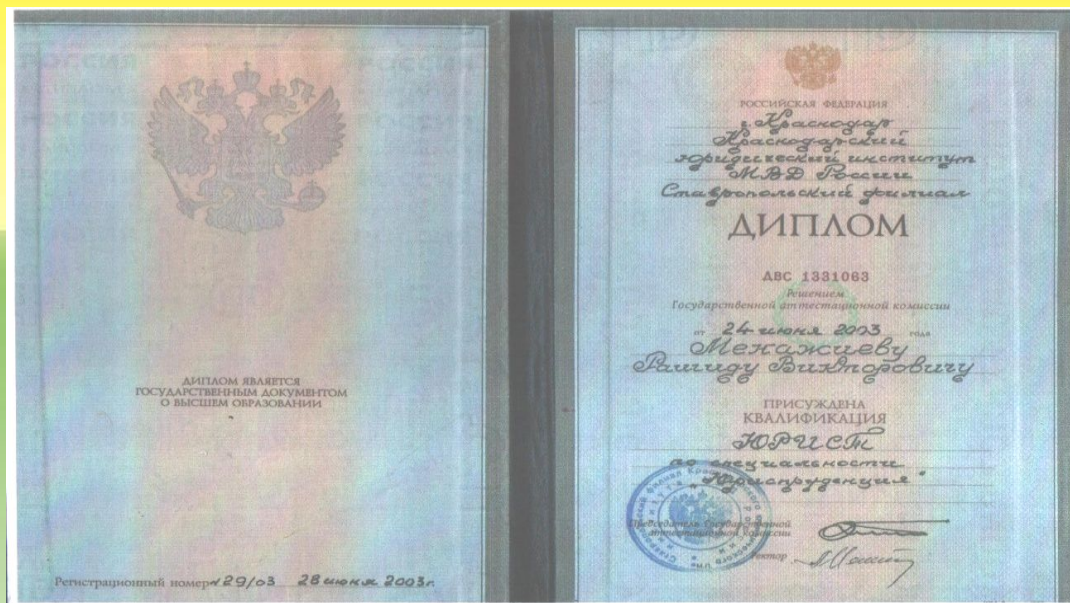 ДИПЛОМ ЯВЛЯЕТСЯ
ГОСУДАРСТВЕННЫМ ДОКУМЕНТОМ
О ВЫСШЕМ ОБРАЗОВАНИИ
Регистрационный номер 29/03 28 июня 2003г.
РОССИЙСКАЯ ФЕДЕРАЦИЯ
г. Краснодар
Краснодарский
юридический институт
МВД России
Ставропольский филиал
ДИПЛОМ
АВС 1331063
Решением
Государственной аттестационной комиссии
от 24 июня 2003 года
Менажиеву
Рашиду Викторовичу
ПРИСУЖДЕНА
КВАЛИФИКАЦИЯ
ЮРИСТ
по специальности
"Юриспруденция"
Председатель Государственной
аттестационной комиссии
Ректор